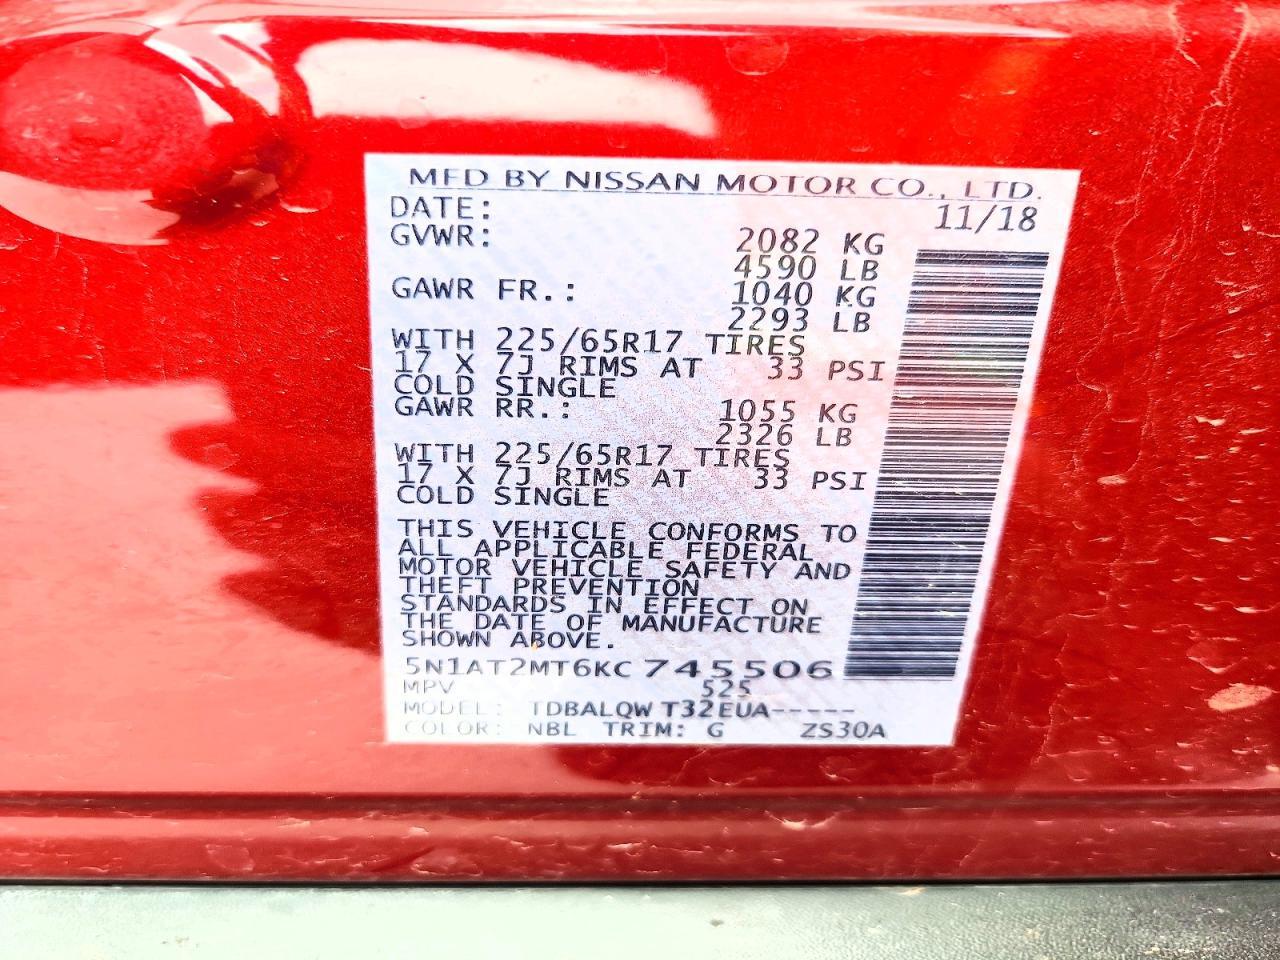 MFD BY NISSAN MOTOR CO., LTD.
DATE: 11/18
GVWR: 2082 KG
4590 LB
GAWR FR.: 1040 KG
2293 LB
WITH 225/65R17 TIRES
17 X 7J RIMS AT 33 PSI
COLD SINGLE
GAWR RR.: 1055 KG
2326 LB
WITH 225/65R17 TIRES
17 X 7J RIMS AT 33 PSI
COLD SINGLE
THIS VEHICLE CONFORMS TO
ALL APPLICABLE FEDERAL
MOTOR VEHICLE SAFETY AND
THEFT PREVENTION
STANDARDS IN EFFECT ON
THE DATE OF MANUFACTURE
SHOWN ABOVE.
5N1AT2MT6KC745506
MPV 525
MODEL: TDBALQW T32EUA-----
COLOR: NBL TRIM: G ZS30A